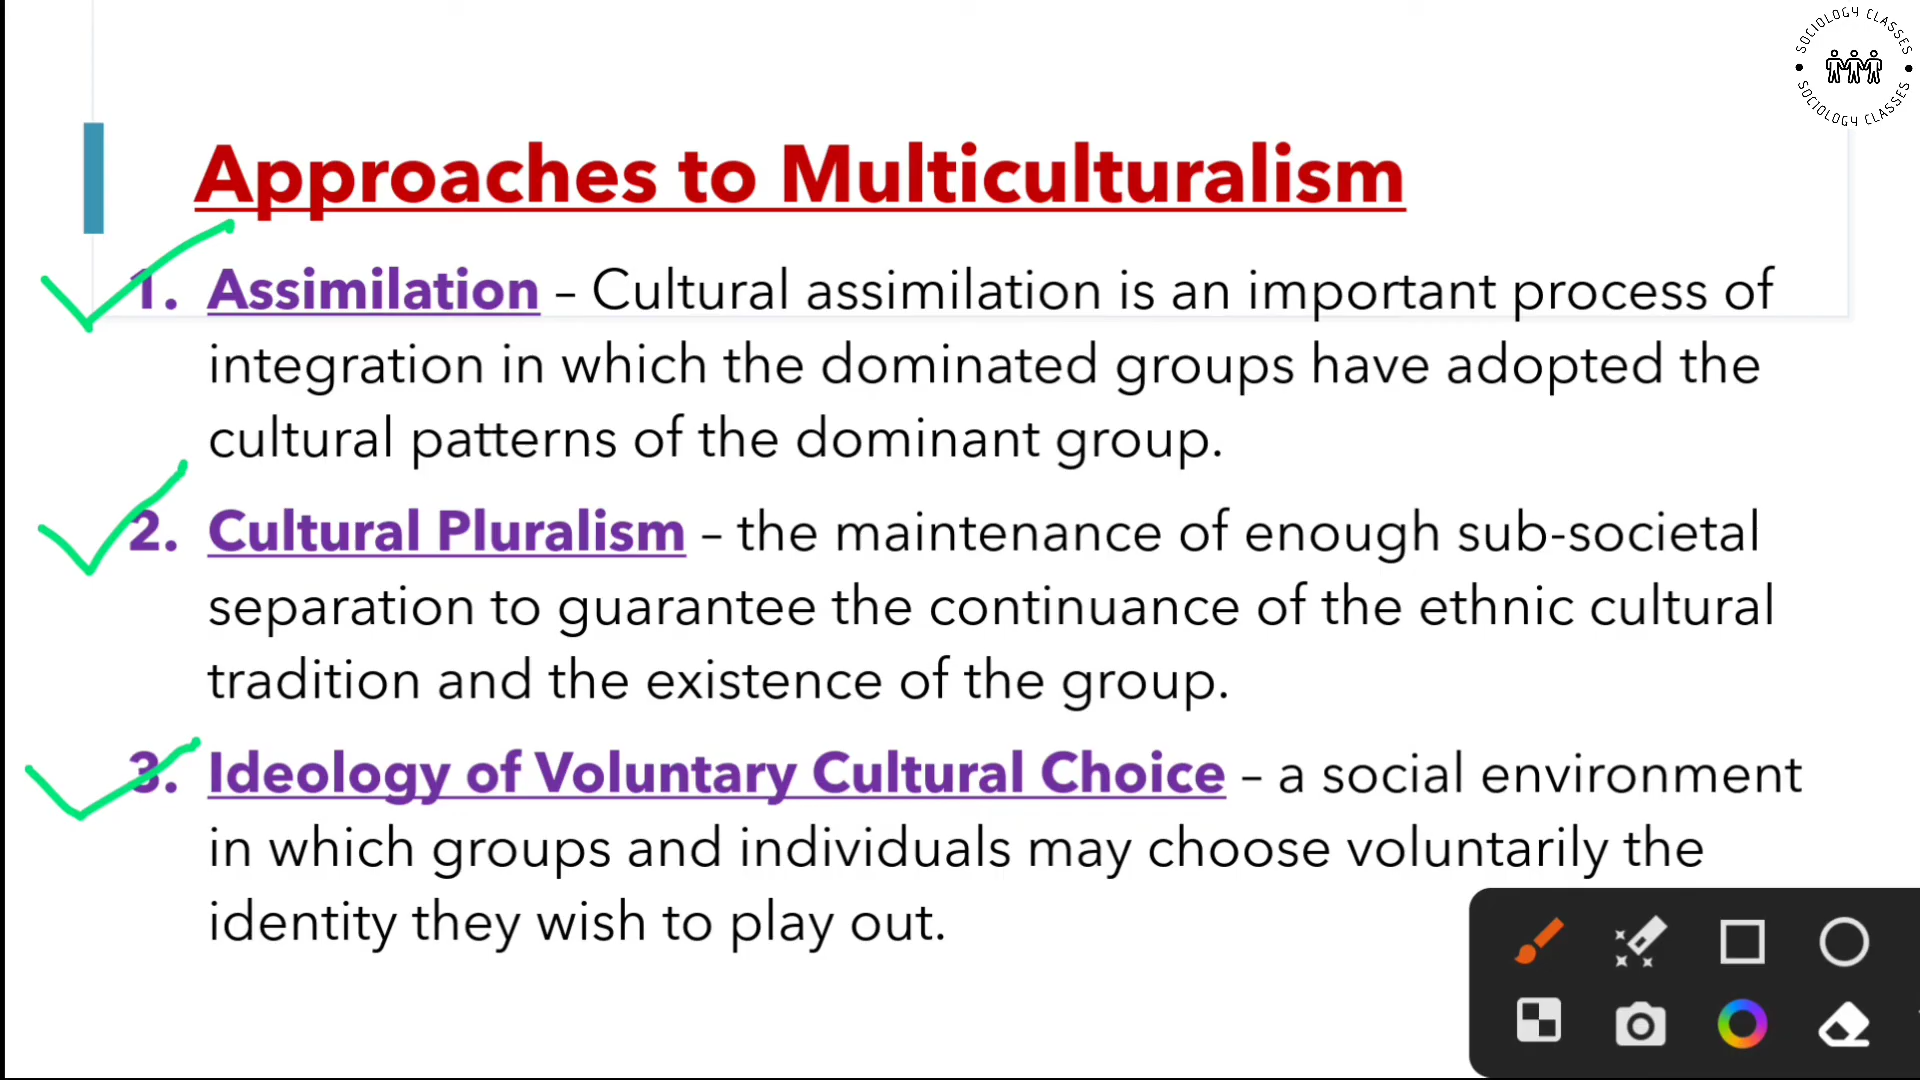 SOCIOLOGY CLASSES
SOCIOLOGY CLASSES
Approaches to Multiculturalism
1. Assimilation – Cultural assimilation is an important process of
integration in which the dominated groups have adopted the
cultural patterns of the dominant group.
2. Cultural Pluralism – the maintenance of enough sub-societal
separation to guarantee the continuance of the ethnic cultural
tradition and the existence of the group.
3. Ideology of Voluntary Cultural Choice – a social environment
in which groups and individuals may choose voluntarily the
identity they wish to play out.